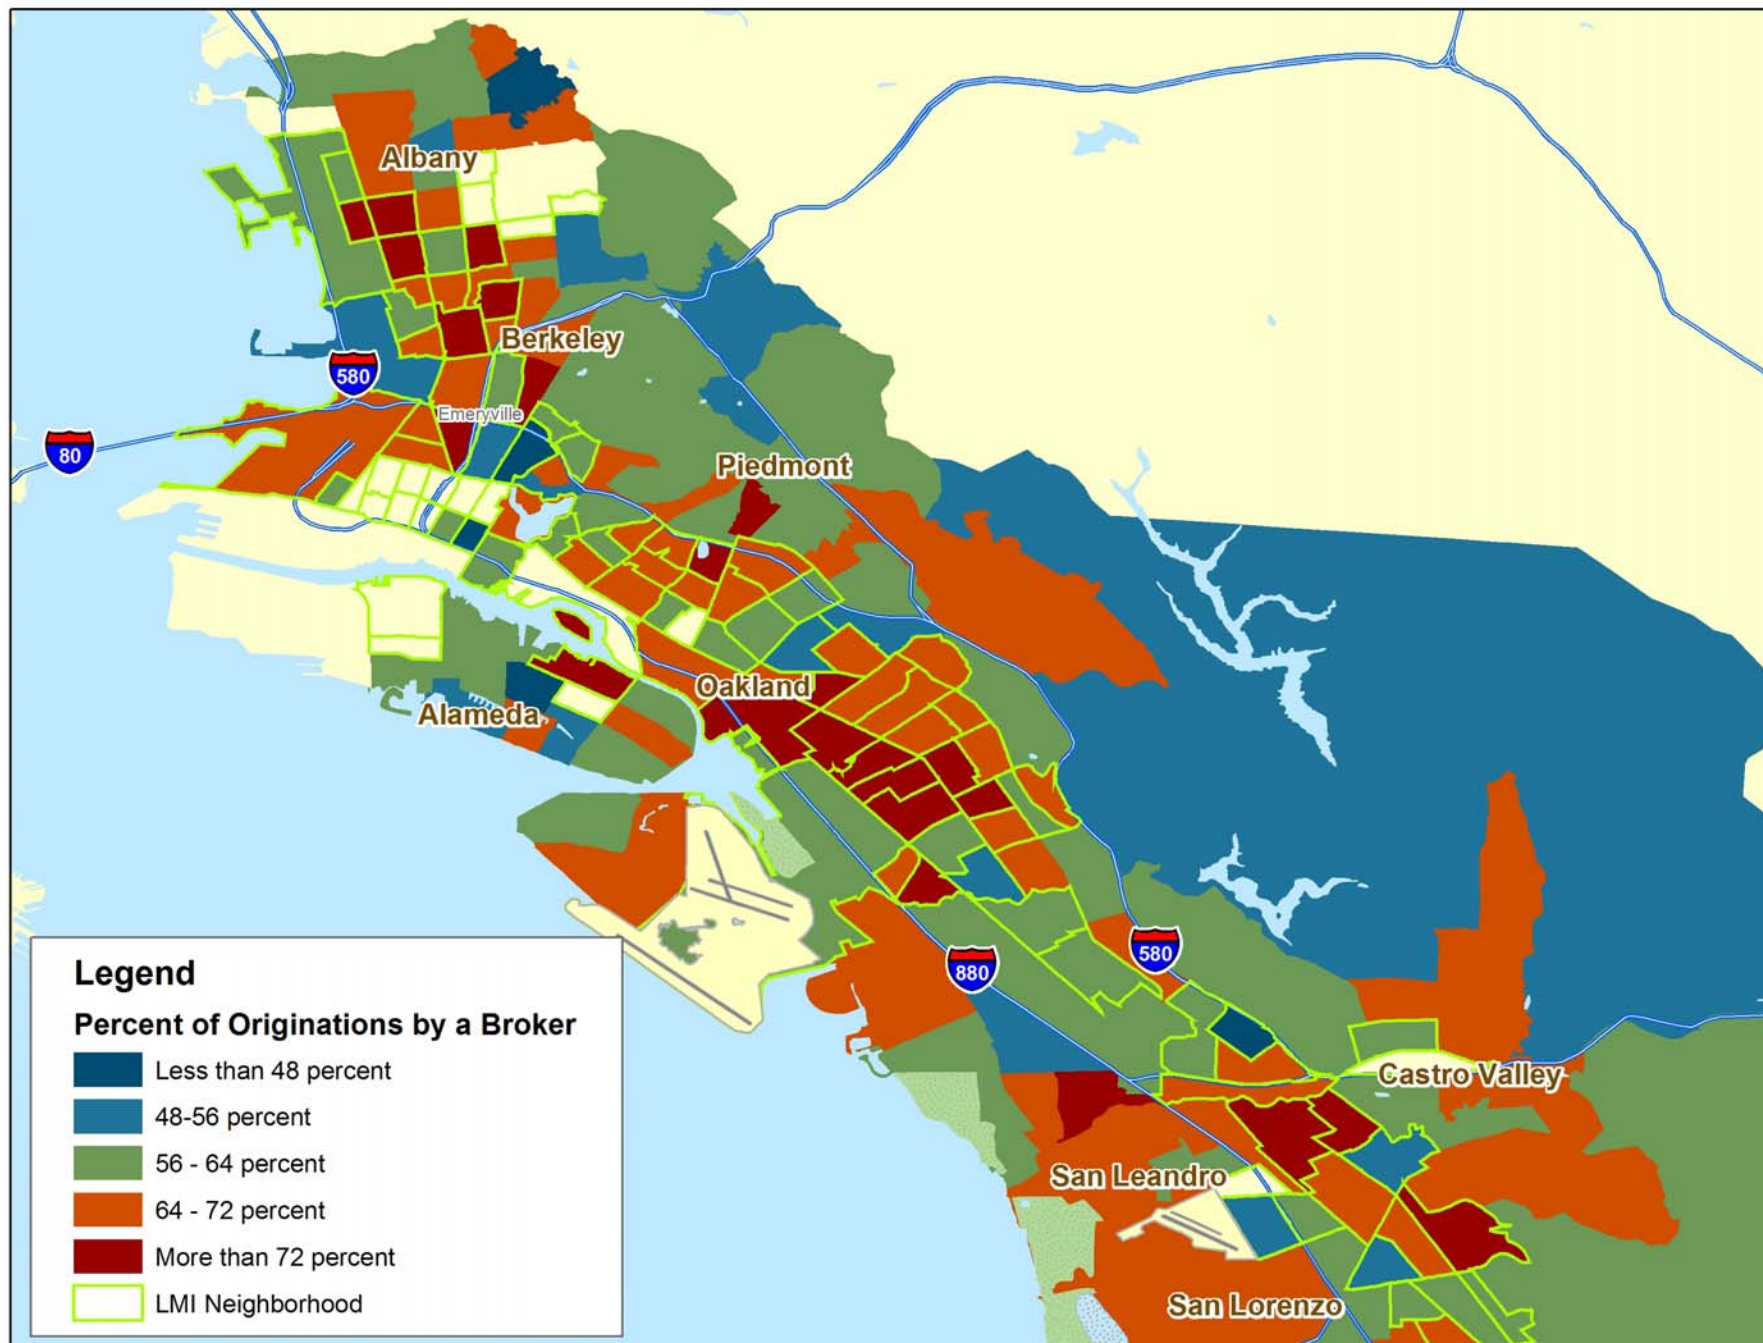 Albany
Berkeley
580
Emeryville
80
Piedmont
Oakland
Alameda
580
880
Castro Valley
San Leandro
San Lorenzo
Legend
Percent of Originations by a Broker
Less than 48 percent
48-56 percent
56 - 64 percent
64 - 72 percent
More than 72 percent
LMI Neighborhood